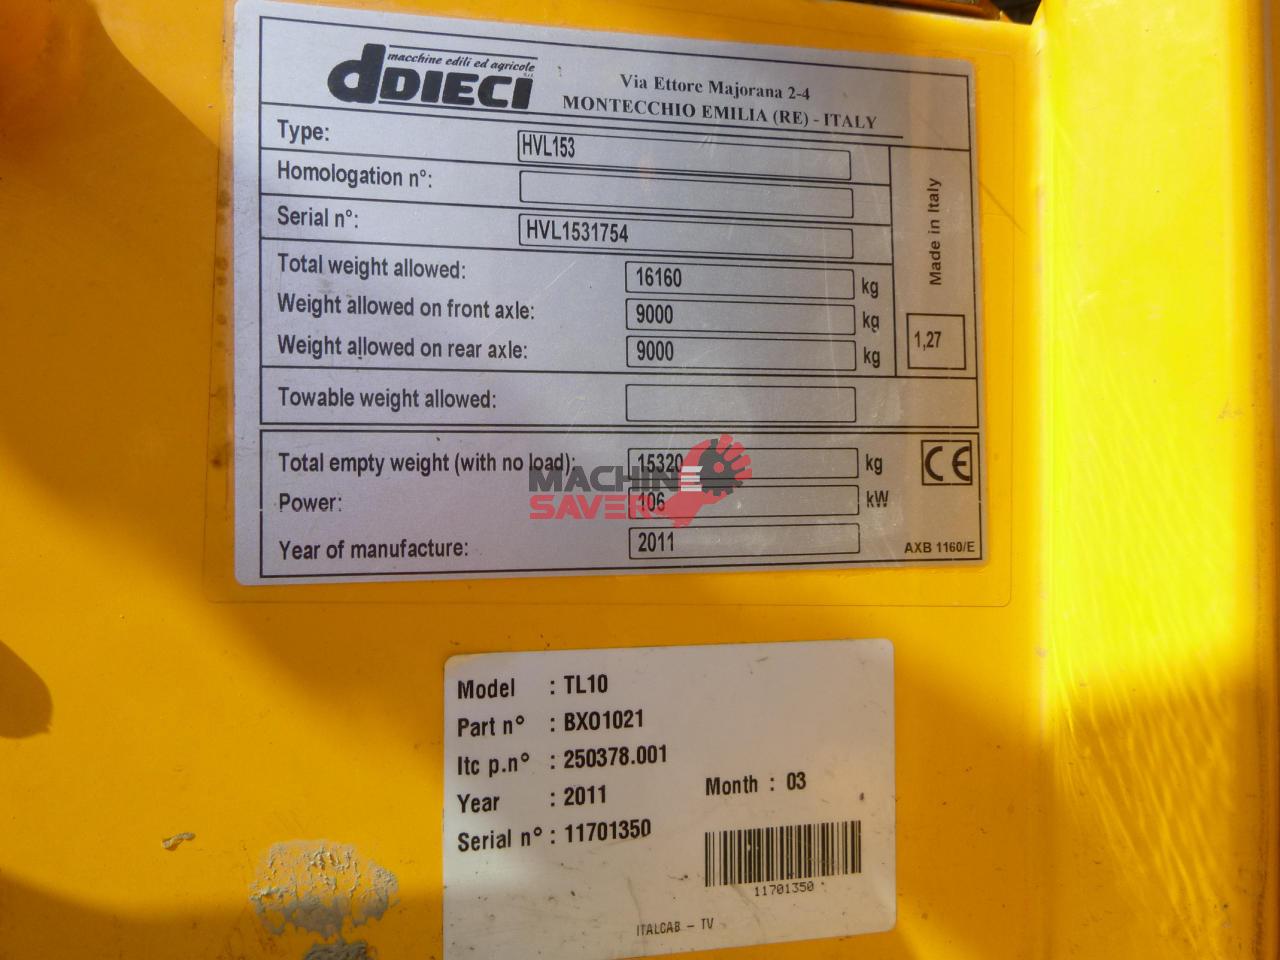 macchine edili ed agricole s.r.l.
dDIECI
Via Ettore Majorana 2-4
MONTECCHIO EMILIA (RE) - ITALY
Type: HVL153
Homologation n°:
Serial n°: HVL1531754
Total weight allowed: 16160 kg
Weight allowed on front axle: 9000 kg
Weight allowed on rear axle: 9000 kg
Made in Italy
1,27
Towable weight allowed:
Total empty weight (with no load): 15320 kg
Power: 106 kW
Year of manufacture: 2011
CE
AXB 1160/E
MACHINE
SAVER
Model : TL10
Part n° : BXO1021
Itc p.n° : 250378.001
Year : 2011 Month : 03
Serial n° : 11701350
11701350
ITALCAB - TV